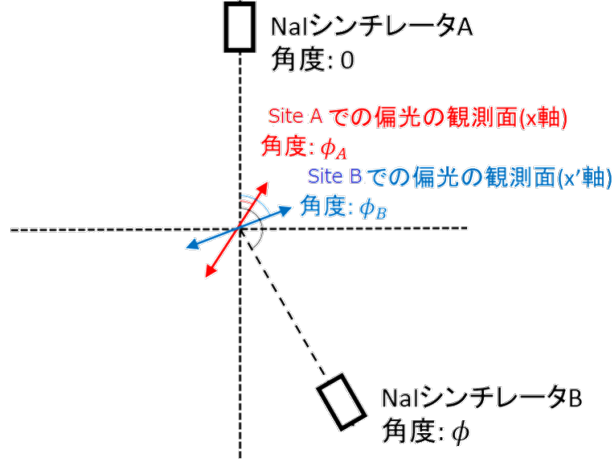 NaIシンチレータA
角度: 0
Site A での偏光の観測面(x軸)
角度: ϕ_A
Site B での偏光の観測面(x’軸)
角度: ϕ_B
NaIシンチレータB
角度: ϕ